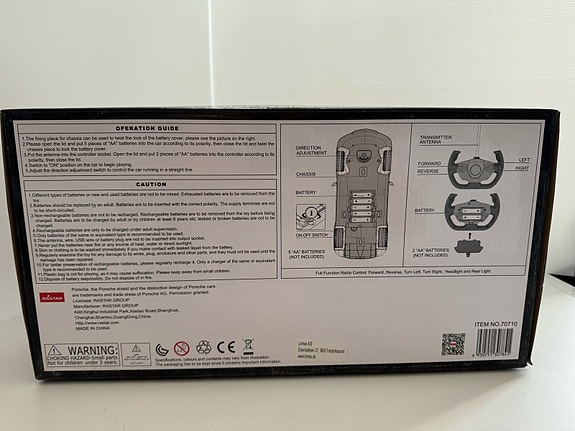 OPERATION GUIDE
1.The fixing piece for chassis can be used to twist the lock of the battery cover, please see the picture on the right.
2.Please open the lid and put 5 pieces of "AA" batteries into the car according to its polarity, then close the lid and twist the
chassis piece to lock the battery cover.
3.Put the antenna into the controller socket. Open the lid and put 2 pieces of "AA" batteries into the controller according to its
polarity, then close the lid.
4.Switch to "ON" position on the car to begin playing.
5.Adjust the direction adjustment switch to control the car running in a straight line.
CAUTION
1.Different types of batteries or new and used batteries are not to be mixed. Exhausted batteries are to be removed from the
toy.
2.Batteries should be replaced by an adult. Batteries are to be inserted with the correct polarity. The supply terminals are not
to be short-circuited.
3.Non-rechargeable batteries are not to be recharged. Rechargeable batteries are to be removed from the toy before being
charged. Batteries are to be charged by adult or by children at least 8 years old, leaked or broken batteries are not to be
charged.
4.Rechargeable batteries are only to be charged under adult supervision.
5.Only batteries of the same or equivalent type as recommended are to be used.
6.The antenna, wire, USB wire or battery plug are not to be inserted into output socket.
7.Never put the batteries near fire or any source of heat, water or direct sunlight.
8.Skin or clothing is to be washed immediately if you make contact with liquid from the battery.
9.Regularly examine the toy for any damage to its wires, plug, enclosure and other parts, and they must not be used until the
damage has been repaired.
10.For better preservation of rechargeable batteries, please regularly recharge it. Only a charger of the same or equivalent
type is recommended to be used.
11.Plastic bag is not for playing, as it may cause suffocation. Please keep away from small children.
12.Dispose of battery responsibly. Do not dispose of in fire.
DIRECTION
ADJUSTMENT
CHASSIS
BATTERY
ON-OFF SWITCH
5 "AA" BATTERIES
(NOT INCLUDED)
TRANSMITTER
ANTENNA
FORWARD
REVERSE
LEFT
RIGHT
BATTERY
2 "AA" BATTERIES
(NOT INCLUDED)
Full Function Radio Control: Forward, Reverse, Turn Left, Turn Right. Headlight and Rear Light.
RASTAR
Porsche, the Porsche shield and the distinctive design of Porsche cars
are trademarks and trade dress of Porsche AG. Permission granted.
Licensee: RASTAR GROUP
Manufacturer: RASTAR GROUP
Add:Xinghui Industrial Park,Xiadao Road,Shanghua,
Chenghai,Shantou,GuangDong,China.
Http://www.rastar.com
MADE IN CHINA
ITEM NO.70710
WARNING:
CHOKING HAZARD-Small parts.
Not for children under 3 years.
0-3
CE
Specifications, colours and contents may vary from illustration.
The packaging has to be kept since it contains important information.